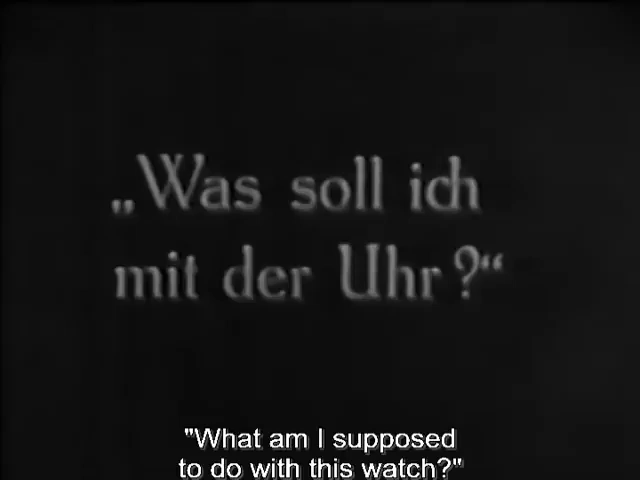 „Was soll ich
mit der Uhr?“
"What am I supposed
to do with this watch?"